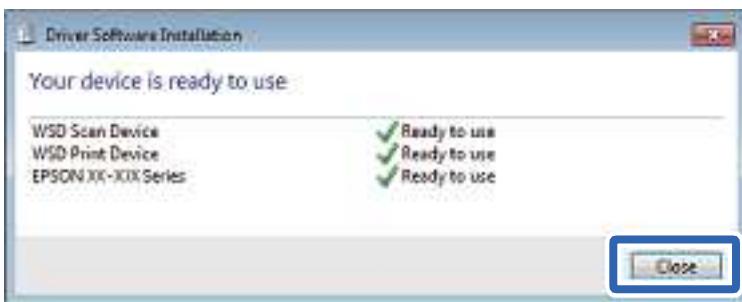 Driver Software Installation
Your device is ready to use
WSD Scan Device Ready to use
WSD Print Device Ready to use
EPSON XX-XXX Series Ready to use
Close